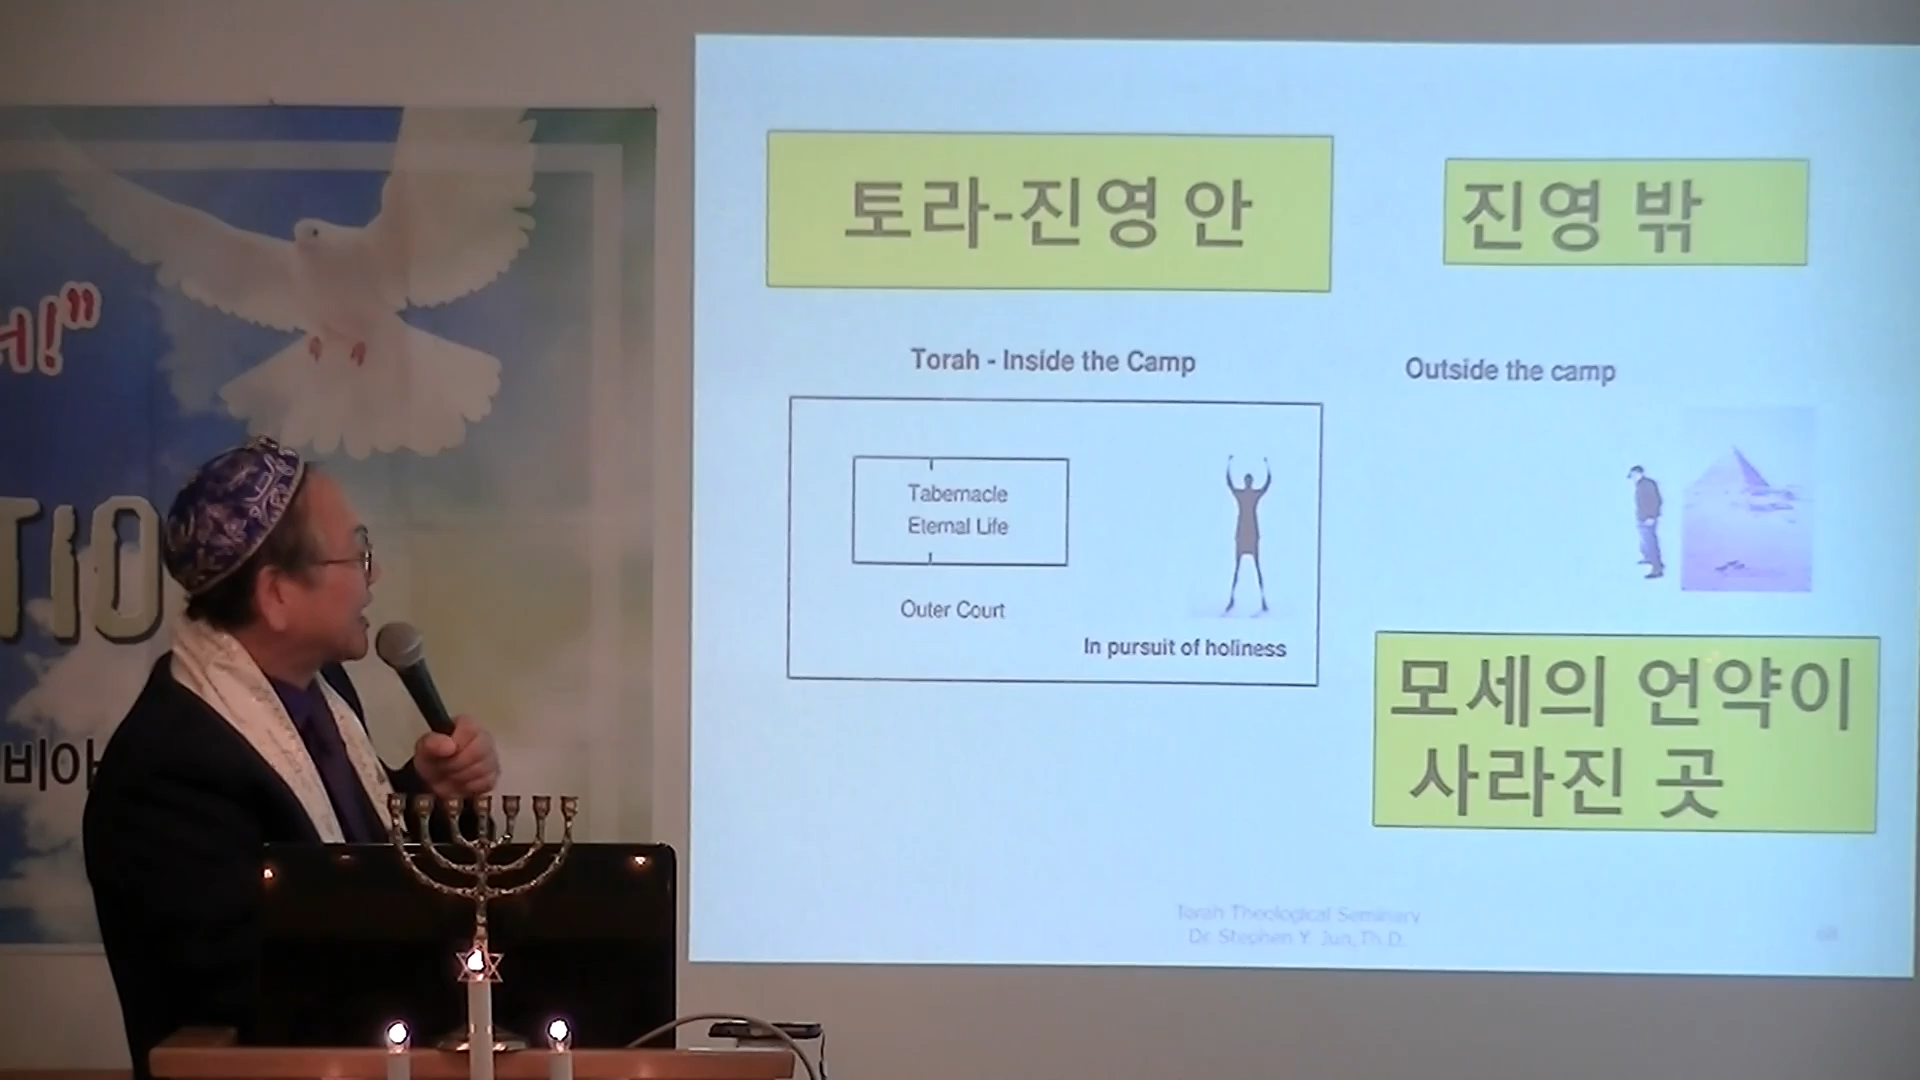 토라-진영 안
진영 밖
Torah - Inside the Camp
Outside the camp
Tabernacle
Eternal Life
Outer Court
In pursuit of holiness
모세의 언약이
사라진 곳
Torah Theological Seminary
Dr. Stephen Y. Jun, Th.D.
비아